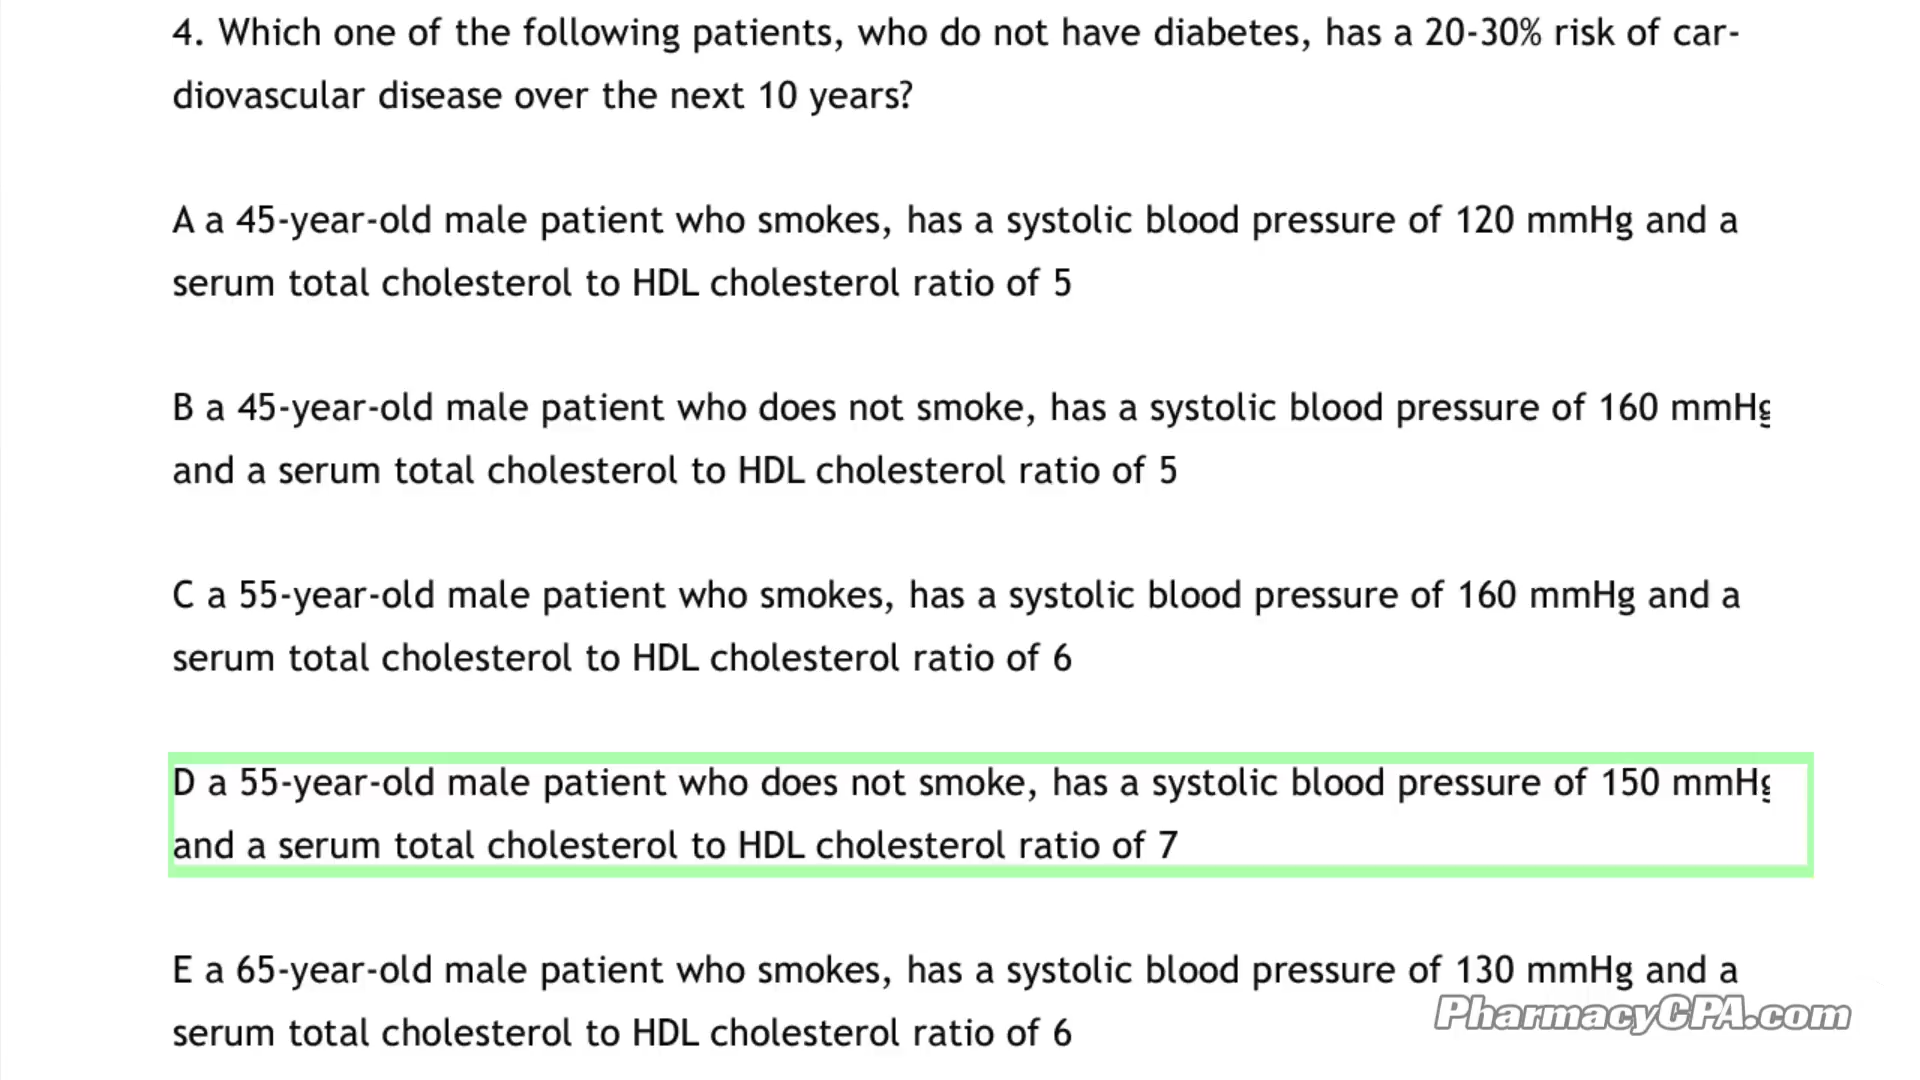 4. Which one of the following patients, who do not have diabetes, has a 20-30% risk of car-
diovascular disease over the next 10 years?
A a 45-year-old male patient who smokes, has a systolic blood pressure of 120 mmHg and a
serum total cholesterol to HDL cholesterol ratio of 5
B a 45-year-old male patient who does not smoke, has a systolic blood pressure of 160 mmHg
and a serum total cholesterol to HDL cholesterol ratio of 5
C a 55-year-old male patient who smokes, has a systolic blood pressure of 160 mmHg and a
serum total cholesterol to HDL cholesterol ratio of 6
D a 55-year-old male patient who does not smoke, has a systolic blood pressure of 150 mmHg
and a serum total cholesterol to HDL cholesterol ratio of 7
E a 65-year-old male patient who smokes, has a systolic blood pressure of 130 mmHg and a
serum total cholesterol to HDL cholesterol ratio of 6
PharmacyCPA.com